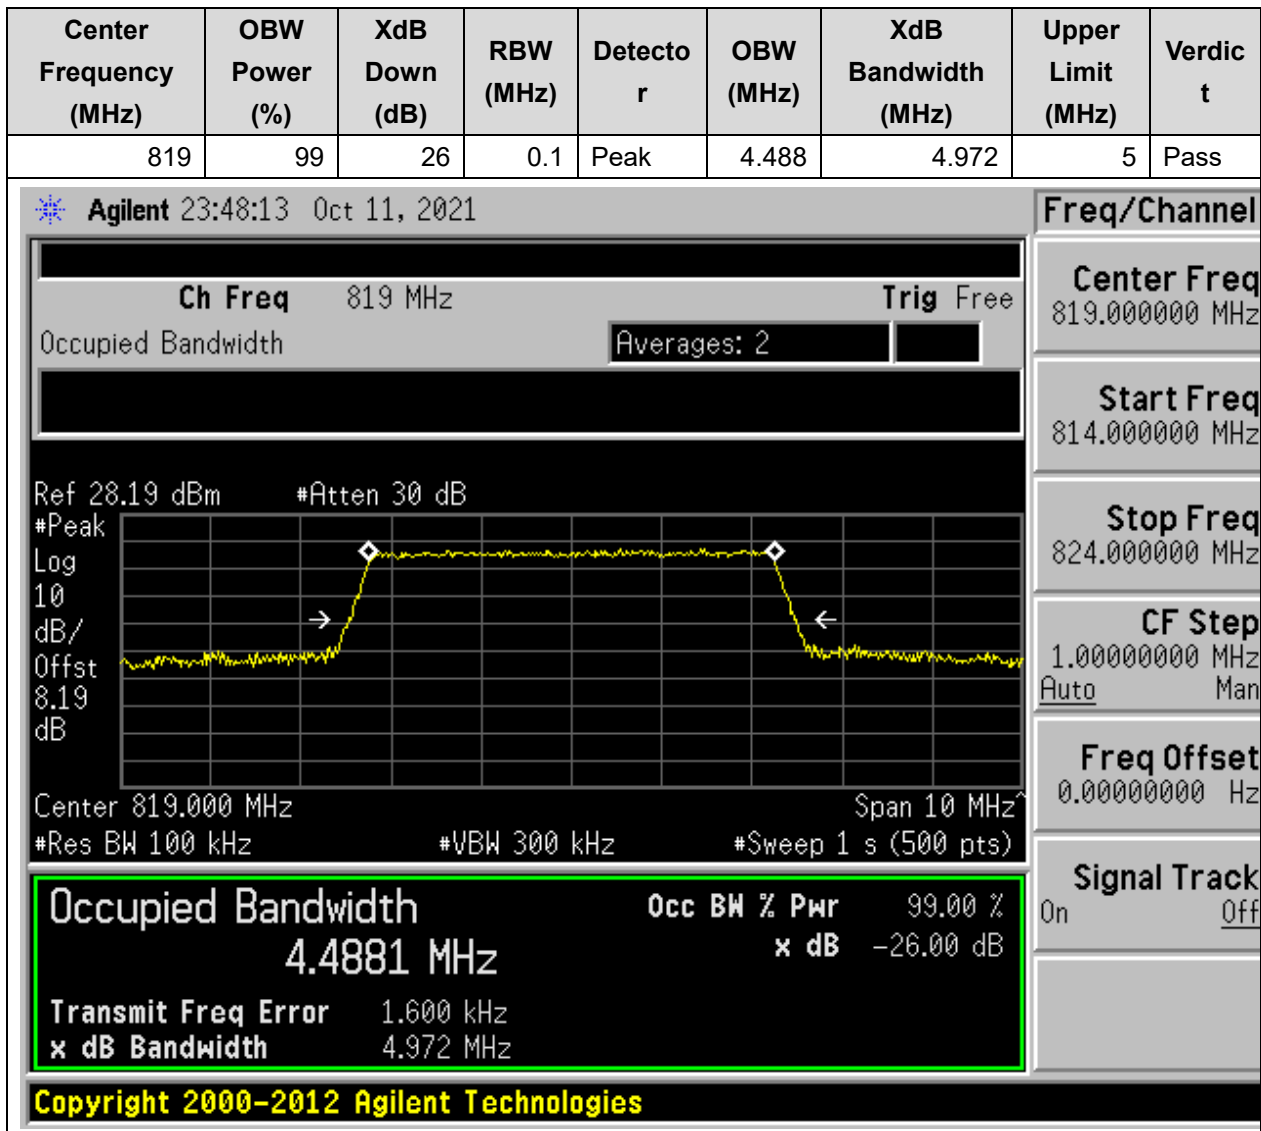 Center Frequency (MHz) OBW Power (%) XdB Down (dB) RBW (MHz) Detecto r OBW (MHz) XdB Bandwidth (MHz) Upper Limit (MHz) Verdic t
819 99 26 0.1 Peak 4.488 4.972 5 Pass
Agilent 23:48:13 Oct 11, 2021
Freq/Channel
Ch Freq 819 MHz Trig Free
Occupied Bandwidth Averages: 2
Ref 28.19 dBm #Atten 30 dB
#Peak
Log
10
dB/
Offst
8.19
dB
Center 819.000 MHz Span 10 MHz^
#Res BW 100 kHz #VBW 300 kHz #Sweep 1 s (500 pts)
Occupied Bandwidth Occ BW % Pwr 99.00 %
4.4881 MHz x dB -26.00 dB
Transmit Freq Error 1.600 kHz
x dB Bandwidth 4.972 MHz
Center Freq
819.000000 MHz
Start Freq
814.000000 MHz
Stop Freq
824.000000 MHz
CF Step
1.00000000 MHz
Auto Man
Freq Offset
0.00000000 Hz
Signal Track
On Off
Copyright 2000-2012 Agilent Technologies